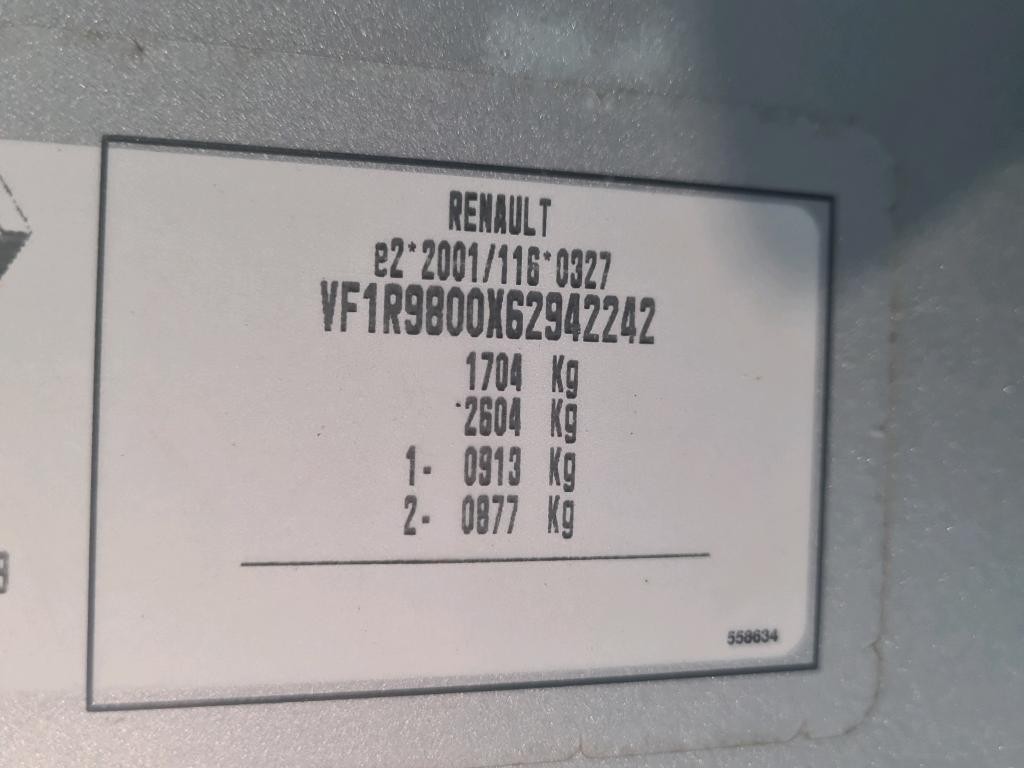 RENAULT
e2*2001/116*0327
VF1R9800X62942242
1704 Kg
2604 Kg
1- 0913 Kg
2- 0877 Kg
558634